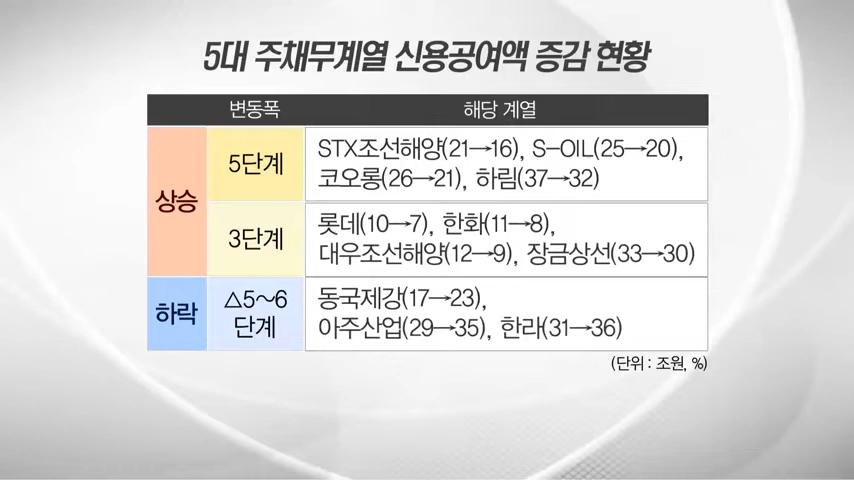 5대 주채무계열 신용공여액 증감 현황
변동폭 해당 계열
상승
5단계
STX조선해양(21→16), S-OIL(25→20),
코오롱(26→21), 하림(37→32)
3단계
롯데(10→7), 한화(11→8),
대우조선해양(12→9), 장금상선(33→30)
하락
△5~6
단계
동국제강(17→23),
아주산업(29→35), 한라(31→36)
(단위 : 조원, %)